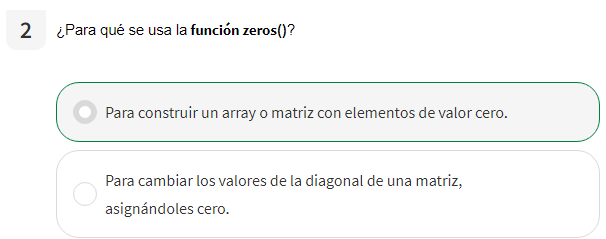 2
¿Para qué se usa la función zeros()?
Para construir un array o matriz con elementos de valor cero.
Para cambiar los valores de la diagonal de una matriz,
asignándoles cero.